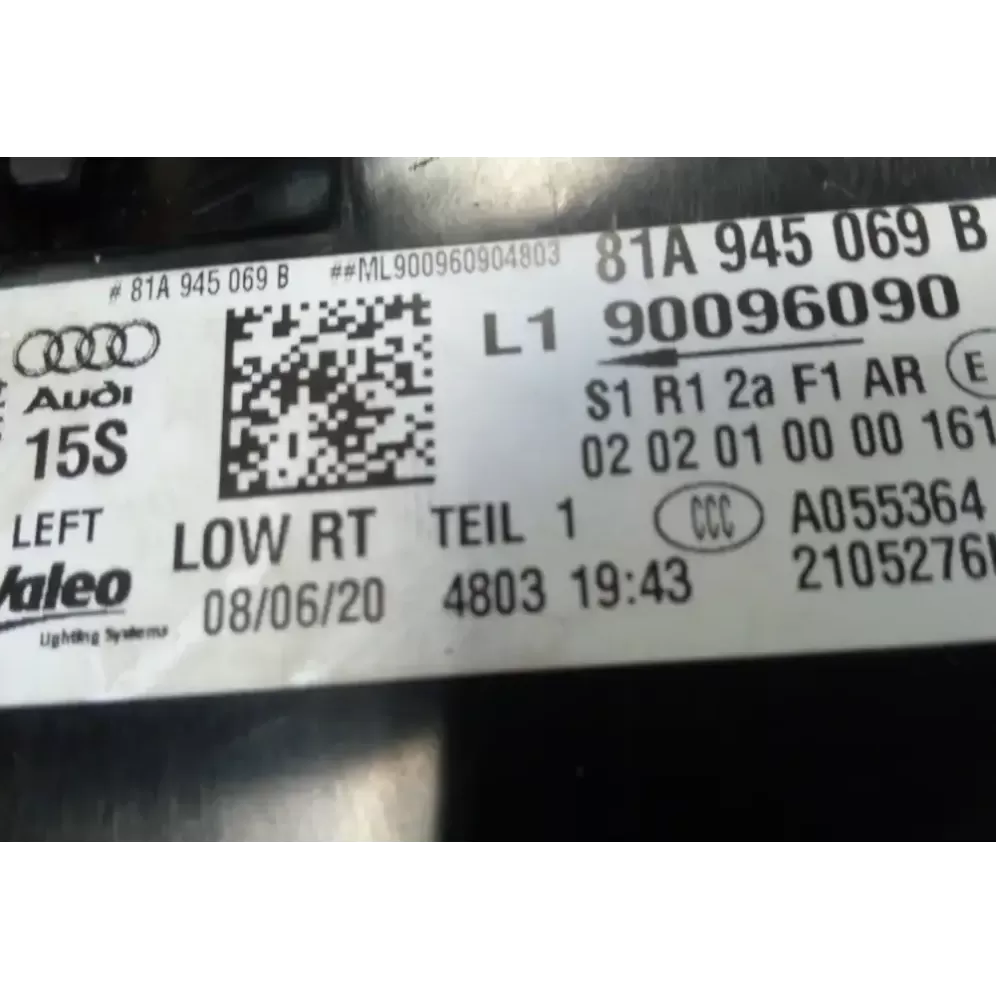 # 81A 945 069 B ##ML900960904803 81A 945 069 B
L1 90096090
Audi
15S
S1 R1 2a F1 AR E
02 02 01 00 00 161
LEFT LOW RT TEIL 1 CCC A055364
Valeo 08/06/20 4803 19:43 2105276
Lighting Systems